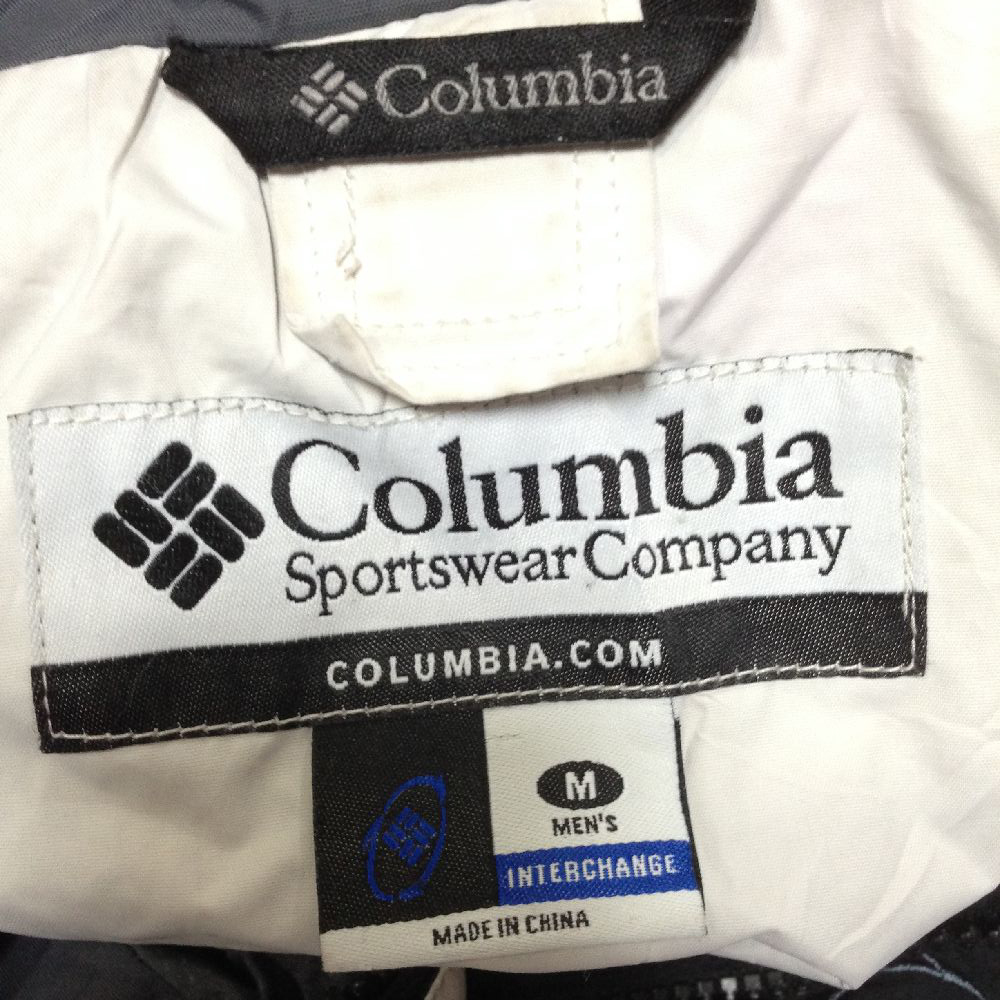 Columbia
Columbia
Sportswear Company
COLUMBIA.COM
M
MEN'S
INTERCHANGE
MADE IN CHINA